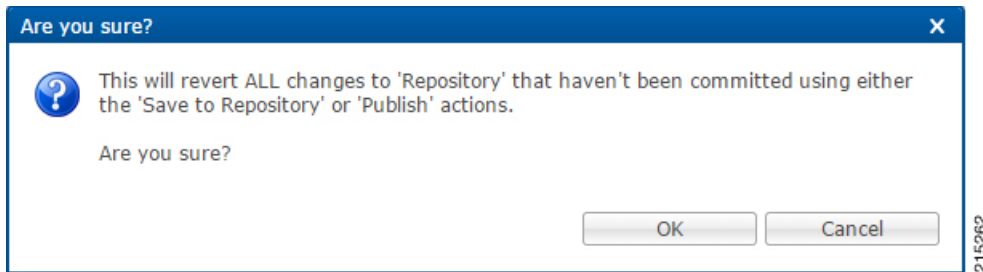 Are you sure?
X
This will revert ALL changes to 'Repository' that haven't been committed using either
the 'Save to Repository' or 'Publish' actions.
Are you sure?
OK
Cancel
215262